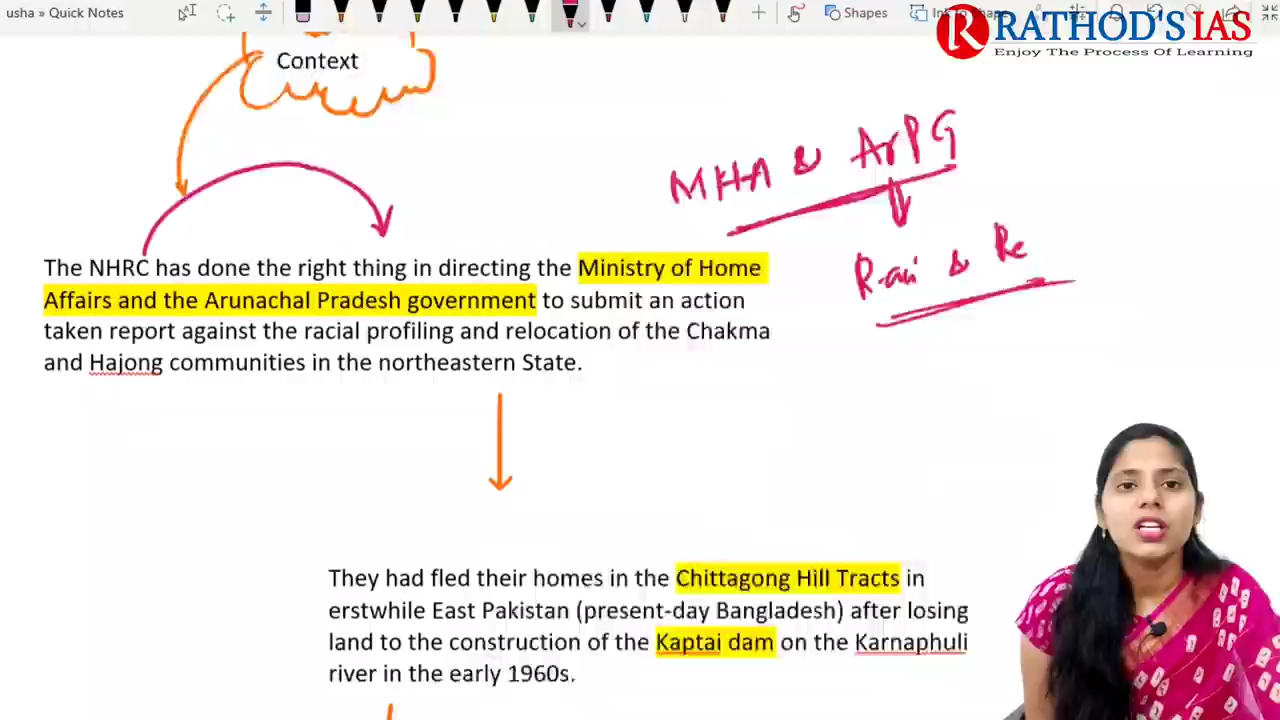 usha » Quick Notes
Shapes
RATHOD'S IAS
Enjoy The Process Of Learning
Context
MHA & ArPG
The NHRC has done the right thing in directing the Ministry of Home
Affairs and the Arunachal Pradesh government to submit an action
taken report against the racial profiling and relocation of the Chakma
and Hajong communities in the northeastern State.
They had fled their homes in the Chittagong Hill Tracts in
erstwhile East Pakistan (present-day Bangladesh) after losing
land to the construction of the Kaptai dam on the Karnaphuli
river in the early 1960s.